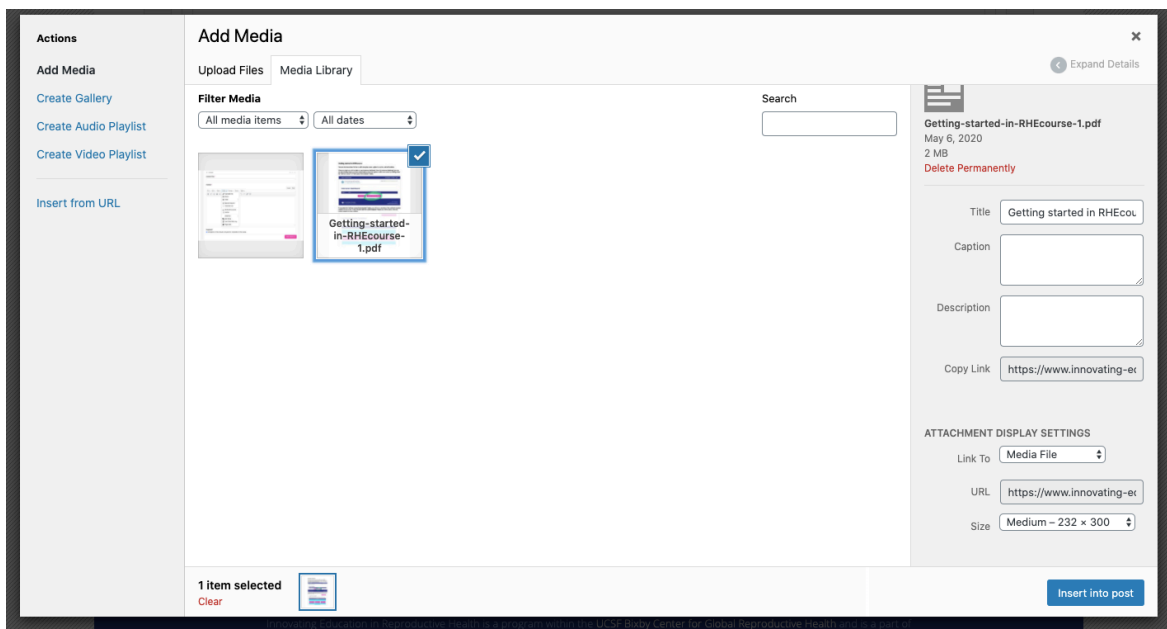 Actions
Add Media
Create Gallery
Create Audio Playlist
Create Video Playlist
Insert from URL
Add Media
Upload Files
Media Library
Expand Details
Filter Media
All media items
All dates
Search
Getting-started-
in-RHEcourse-
1.pdf
Getting-started-in-RHEcourse-1.pdf
May 6, 2020
2 MB
Delete Permanently
Title
Getting started in RHEcou
Caption
Description
Copy Link
https://www.innovating-ec
ATTACHMENT DISPLAY SETTINGS
Link To
Media File
URL
https://www.innovating-ec
Size
Medium – 232 × 300
1 item selected
Clear
Insert into post
Innovating Education in Reproductive Health is a program within the UCSF Bixby Center for Global Reproductive Health and is a part of